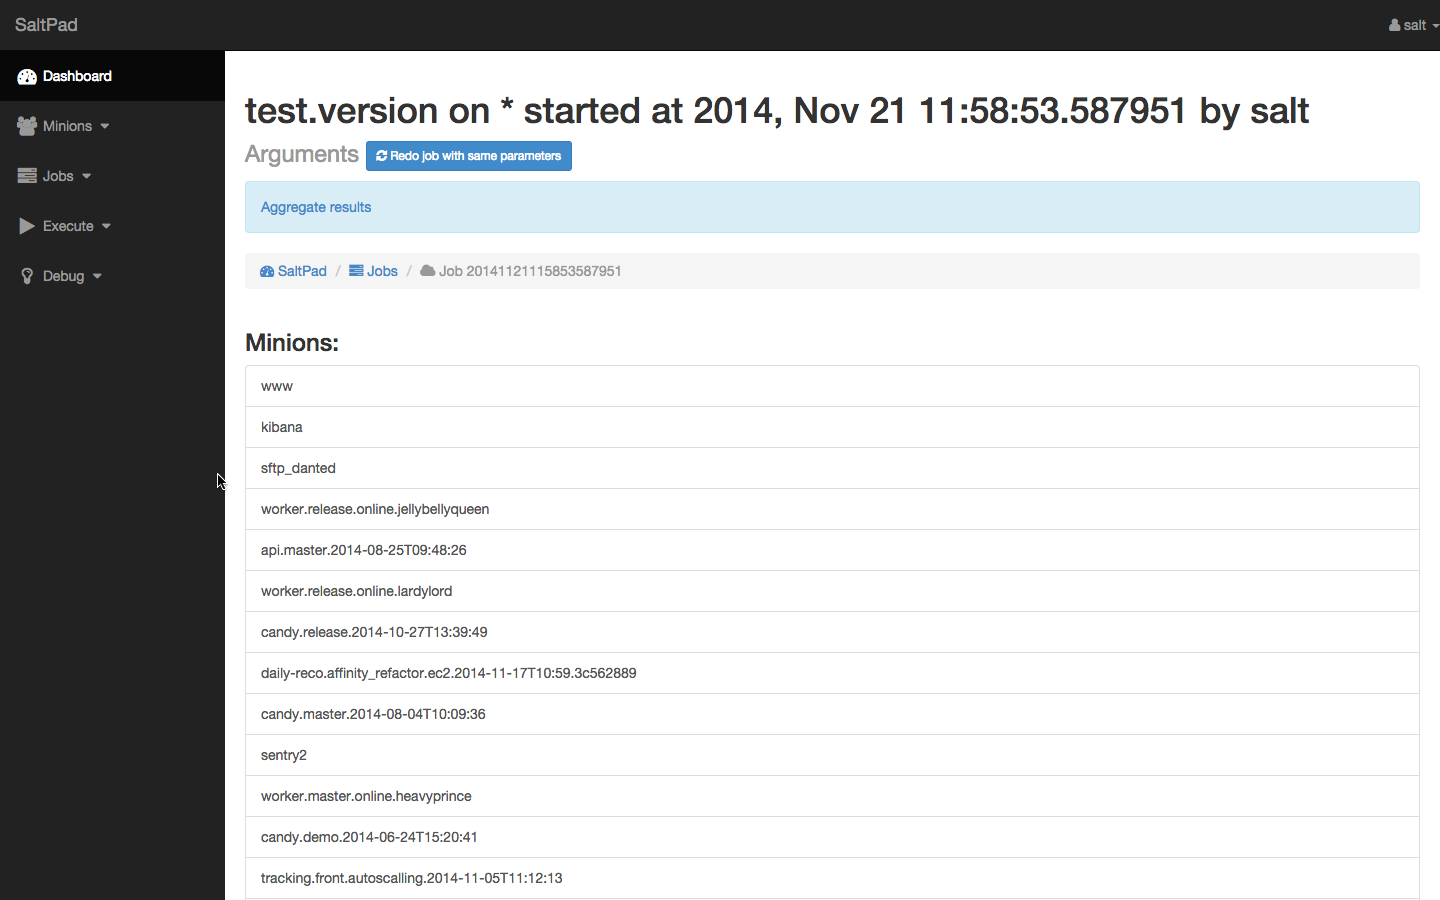 SaltPad
salt
Dashboard
Minions
Jobs
Execute
Debug
test.version on * started at 2014, Nov 21 11:58:53.587951 by salt
Arguments Redo job with same parameters
Aggregate results
SaltPad / Jobs / Job 20141121115853587951
Minions:
www
kibana
sftp_danted
worker.release.online.jellybellyqueen
api.master.2014-08-25T09:48:26
worker.release.online.lardylord
candy.release.2014-10-27T13:39:49
daily-reco.affinity_refactor.ec2.2014-11-17T10:59.3c562889
candy.master.2014-08-04T10:09:36
sentry2
worker.master.online.heavyprince
candy.demo.2014-06-24T15:20:41
tracking.front.autoscalling.2014-11-05T11:12:13